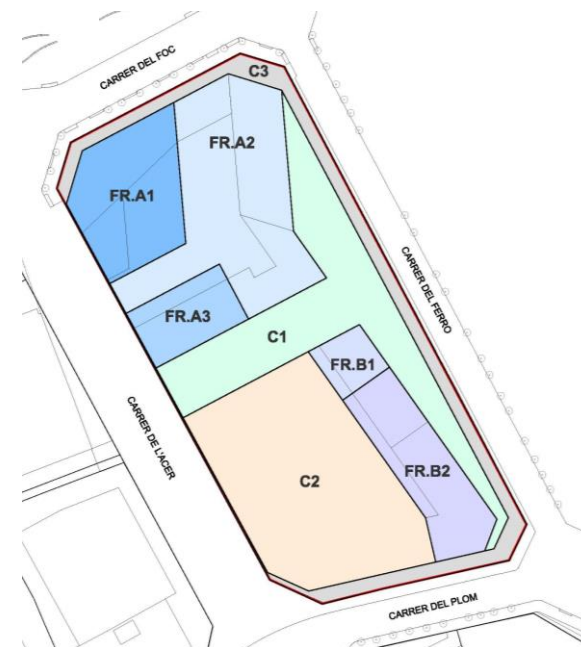 CARRER DEL FOC
C3
FR.A2
FR.A1
FR.A3
CARRER DEL FERRO
C1
FR.B1
CARRER DE L'ACER
FR.B2
C2
CARRER DEL PLOM